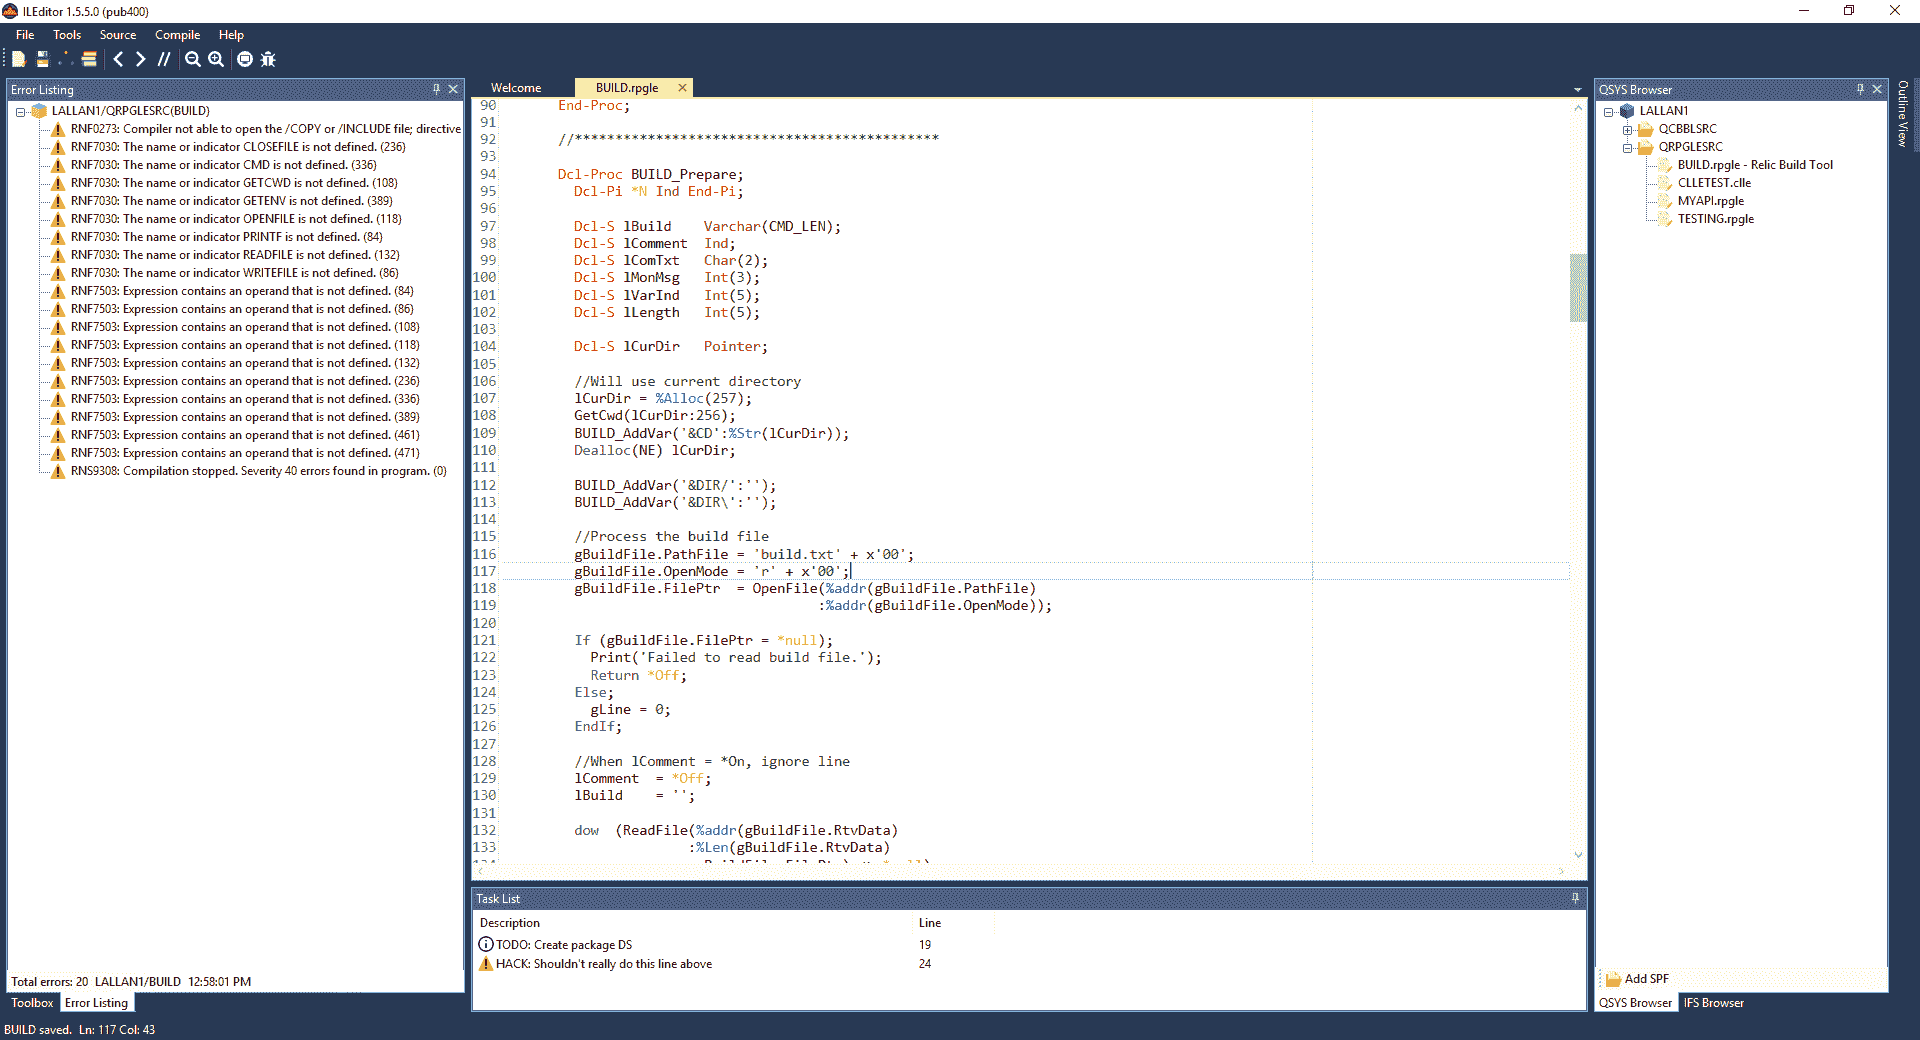 ILEditor 1.5.5.0 (pub400)
File Tools Source Compile Help
Error Listing
LALLAN1/QRPGLESRC(BUILD)
RNF0273: Compiler not able to open the /COPY or /INCLUDE file; directive
RNF7030: The name or indicator CLOSEFILE is not defined. (236)
RNF7030: The name or indicator CMD is not defined. (336)
RNF7030: The name or indicator GETCWD is not defined. (108)
RNF7030: The name or indicator GETENV is not defined. (389)
RNF7030: The name or indicator OPENFILE is not defined. (118)
RNF7030: The name or indicator PRINTF is not defined. (84)
RNF7030: The name or indicator READFILE is not defined. (132)
RNF7030: The name or indicator WRITEFILE is not defined. (86)
RNF7503: Expression contains an operand that is not defined. (84)
RNF7503: Expression contains an operand that is not defined. (86)
RNF7503: Expression contains an operand that is not defined. (108)
RNF7503: Expression contains an operand that is not defined. (118)
RNF7503: Expression contains an operand that is not defined. (132)
RNF7503: Expression contains an operand that is not defined. (236)
RNF7503: Expression contains an operand that is not defined. (336)
RNF7503: Expression contains an operand that is not defined. (389)
RNF7503: Expression contains an operand that is not defined. (461)
RNF7503: Expression contains an operand that is not defined. (471)
RNS9308: Compilation stopped. Severity 40 errors found in program. (0)
Total errors: 20 LALLAN1/BUILD 12:58:01 PM
Toolbox Error Listing
Welcome BUILD.rpgle
90 End-Proc;
91
92 //*********************************************
93
94 Dcl-Proc BUILD_Prepare;
95 Dcl-Pi *N Ind End-Pi;
96
97 Dcl-S lBuild Varchar(CMD_LEN);
98 Dcl-S lComment Ind;
99 Dcl-S lComTxt Char(2);
100 Dcl-S lMonMsg Int(3);
101 Dcl-S lVarInd Int(5);
102 Dcl-S lLength Int(5);
103
104 Dcl-S lCurDir Pointer;
105
106 //Will use current directory
107 lCurDir = %Alloc(257);
108 GetCwd(lCurDir:256);
109 BUILD_AddVar('&CD':%Str(lCurDir));
110 Dealloc(NE) lCurDir;
111
112 BUILD_AddVar('&DIR/':'');
113 BUILD_AddVar('&DIR\':'');
114
115 //Process the build file
116 gBuildFile.PathFile = 'build.txt' + x'00';
117 gBuildFile.OpenMode = 'r' + x'00';
118 gBuildFile.FilePtr = OpenFile(%addr(gBuildFile.PathFile)
119 :%addr(gBuildFile.OpenMode));
120
121 If (gBuildFile.FilePtr = *null);
122 Print('Failed to read build file.');
123 Return *Off;
124 Else;
125 gLine = 0;
126 EndIf;
127
128 //When lComment = *On, ignore line
129 lComment = *Off;
130 lBuild = '';
131
132 dow (ReadFile(%addr(gBuildFile.RtvData)
133 :%Len(gBuildFile.RtvData)
Task List
Description Line
TODO: Create package DS 19
HACK: Shouldn't really do this line above 24
QSYS Browser
LALLAN1
QCBBLSRC
QRPGLESRC
BUILD.rpgle - Relic Build Tool
CLLETEST.clle
MYAPI.rpgle
TESTING.rpgle
Add SPF
QSYS Browser IFS Browser
Outline View
BUILD saved. Ln: 117 Col: 43